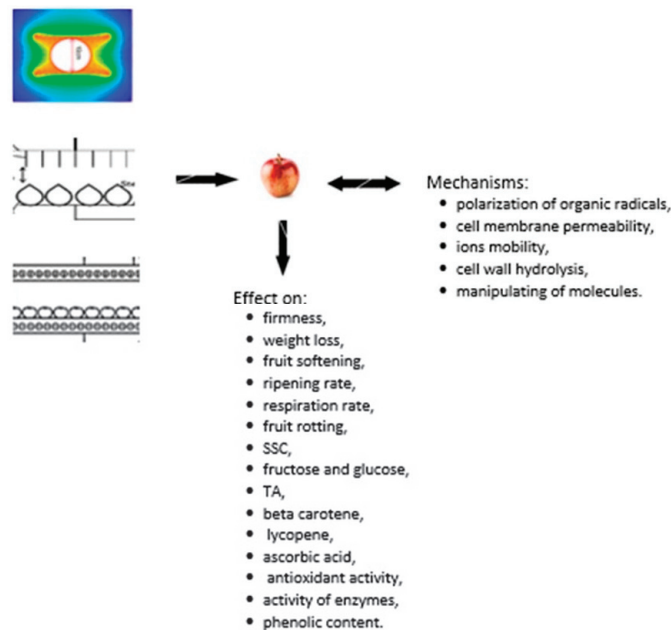 Mechanisms:
• polarization of organic radicals,
• cell membrane permeability,
• ions mobility,
• cell wall hydrolysis,
• manipulating of molecules.
Effect on:
• firmness,
• weight loss,
• fruit softening,
• ripening rate,
• respiration rate,
• fruit rotting,
• SSC,
• fructose and glucose,
• TA,
• beta carotene,
• lycopene,
• ascorbic acid,
• antioxidant activity,
• activity of enzymes,
• phenolic content.